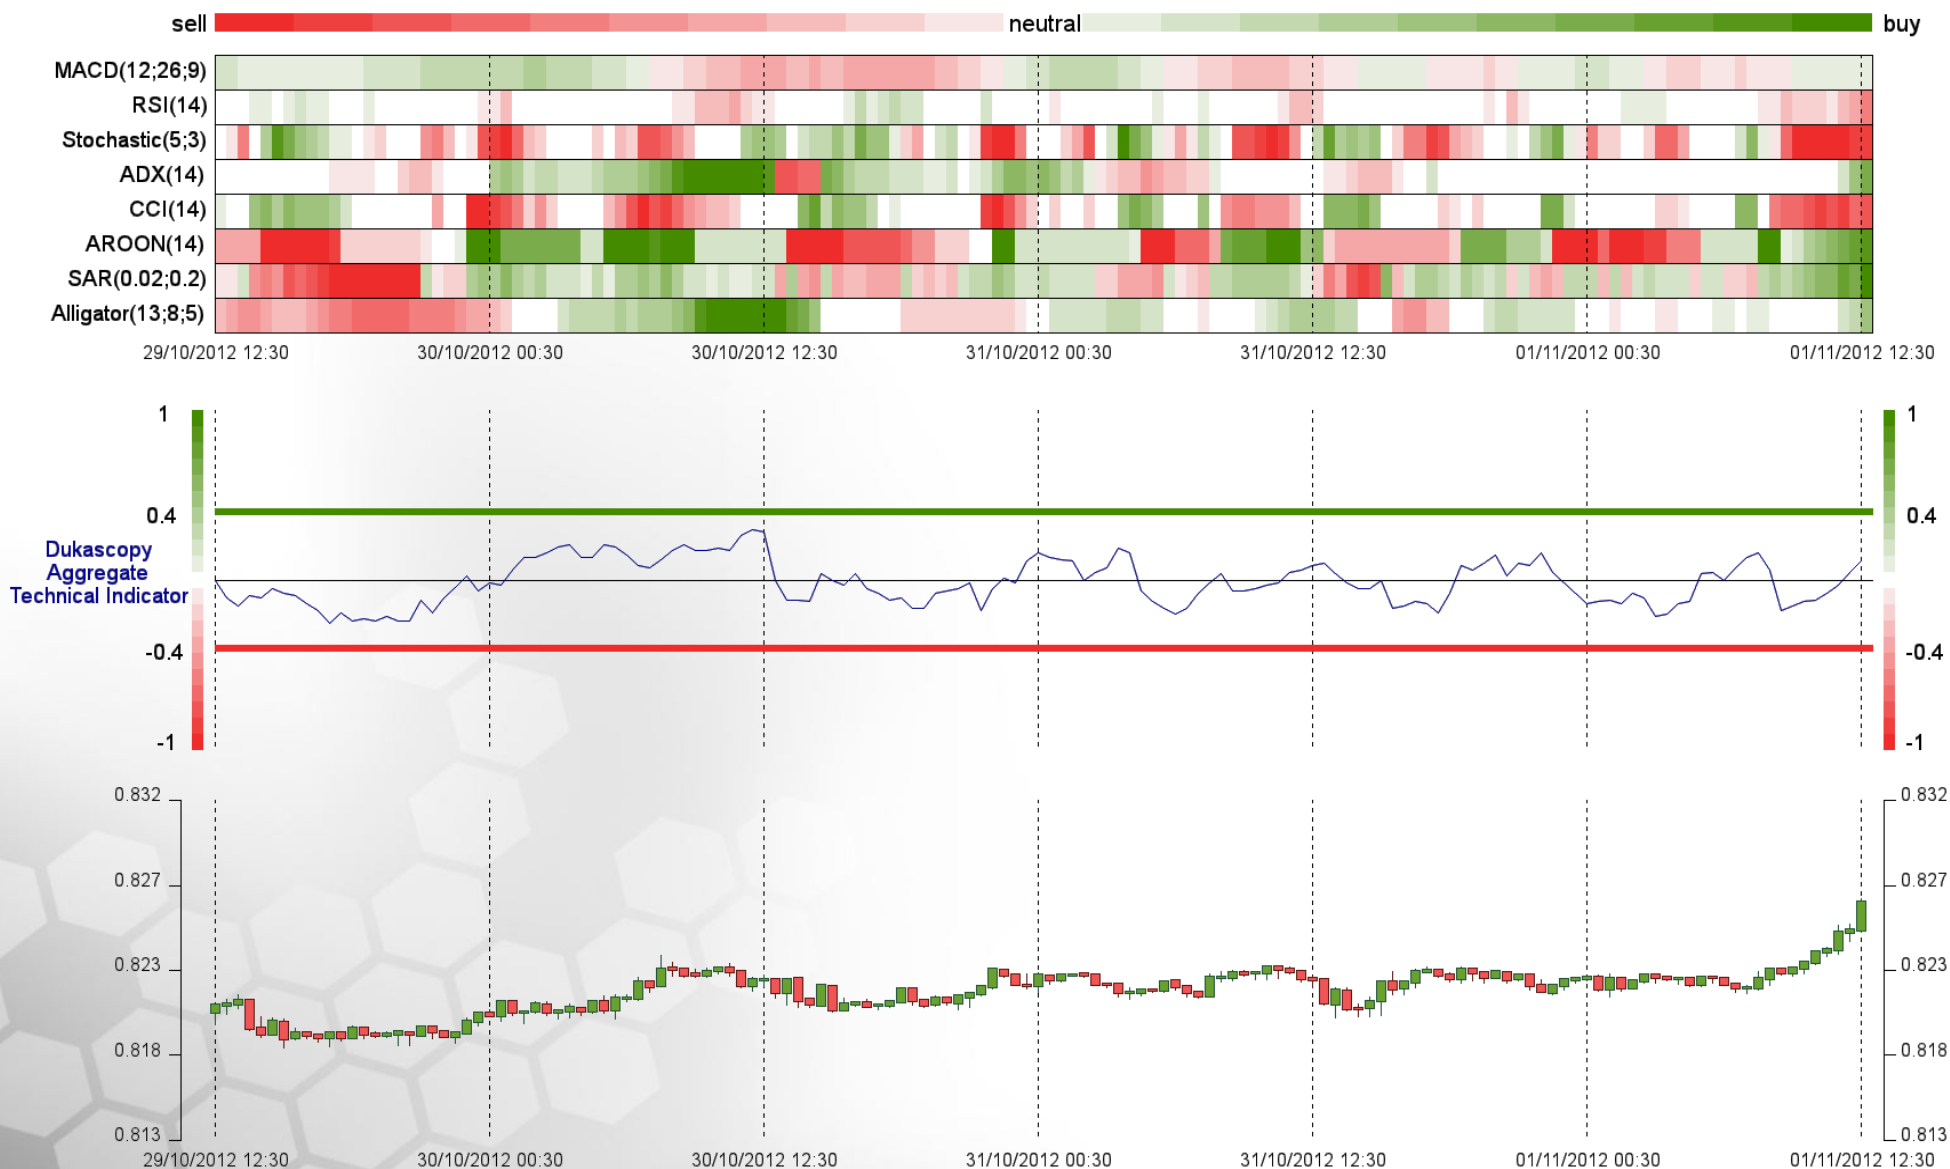 sell neutral buy
MACD(12;26;9)
RSI(14)
Stochastic(5;3)
ADX(14)
CCI(14)
AROON(14)
SAR(0.02;0.2)
Alligator(13;8;5)
29/10/2012 12:30 30/10/2012 00:30 30/10/2012 12:30 31/10/2012 00:30 31/10/2012 12:30 01/11/2012 00:30 01/11/2012 12:30
1 1
0.4 0.4
Dukascopy
Aggregate
Technical Indicator
-0.4 -0.4
-1 -1
0.832 0.832
0.827 0.827
0.823 0.823
0.818 0.818
0.813 0.813
29/10/2012 12:30 30/10/2012 00:30 30/10/2012 12:30 31/10/2012 00:30 31/10/2012 12:30 01/11/2012 00:30 01/11/2012 12:30